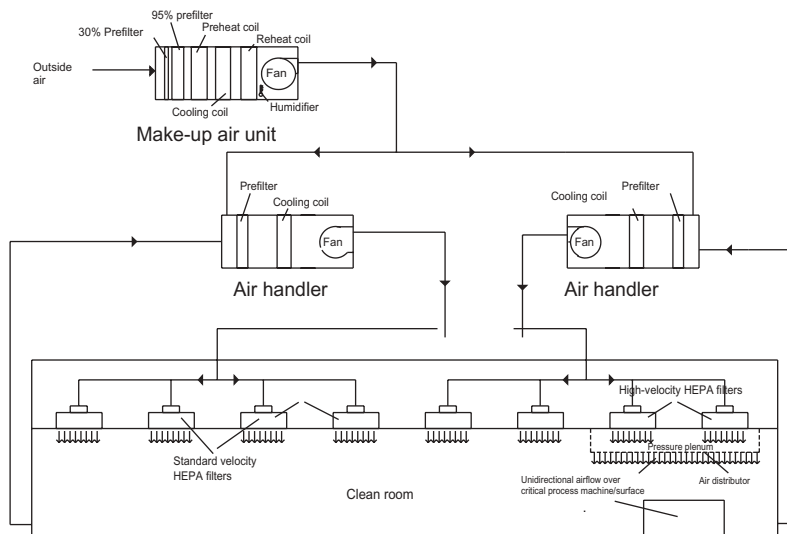 95% prefilter
30% Prefilter
Preheat coil
Reheat coil
Outside
air
Fan
Cooling coil
Humidifier
Make-up air unit
Prefilter
Cooling coil
Fan
Air handler
Cooling coil
Prefilter
Fan
Air handler
High-velocity HEPA filters
Standard velocity
HEPA filters
Pressure plenum
Unidirectional airflow over
critical process machine/surface
Air distributor
Clean room